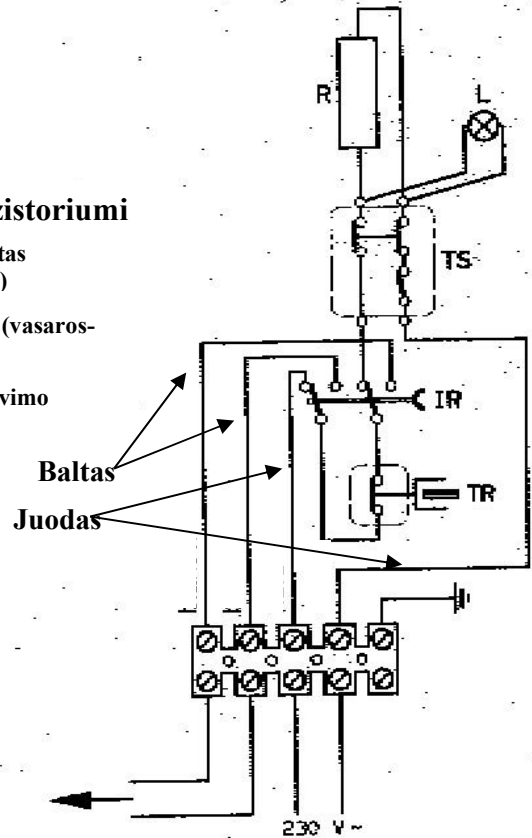 R
L
zistoriumi
tas
)
TS
(vasaros-
vimo
IR
Baltas
TR
Juodas
230 V ~